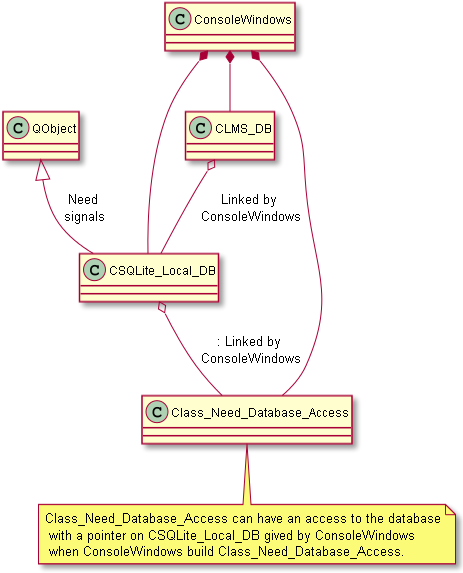 C ConsoleWindows
C QObject
C CLMS_DB
Need
signals
Linked by
ConsoleWindows
C CSQLite_Local_DB
: Linked by
ConsoleWindows
C Class_Need_Database_Access
Class_Need_Database_Access can have an access to the database
with a pointer on CSQLite_Local_DB gived by ConsoleWindows
when ConsoleWindows build Class_Need_Database_Access.